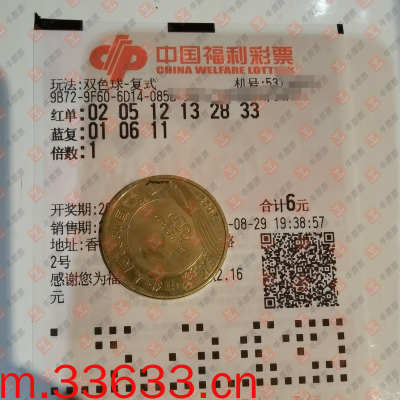 中国福利彩票
CHINA WELFARE LOTTERY
玩法:双色球-复式 机号:53
9B72-9F60-6D14-085
红单:02 05 12 13 28 33
蓝复:01 06 11
倍数:1
开奖期:2 合计6元
销售期: -08-29 19:38:57
地址:香 路
2号
感谢您为福 2.16
元
m.33633.cn